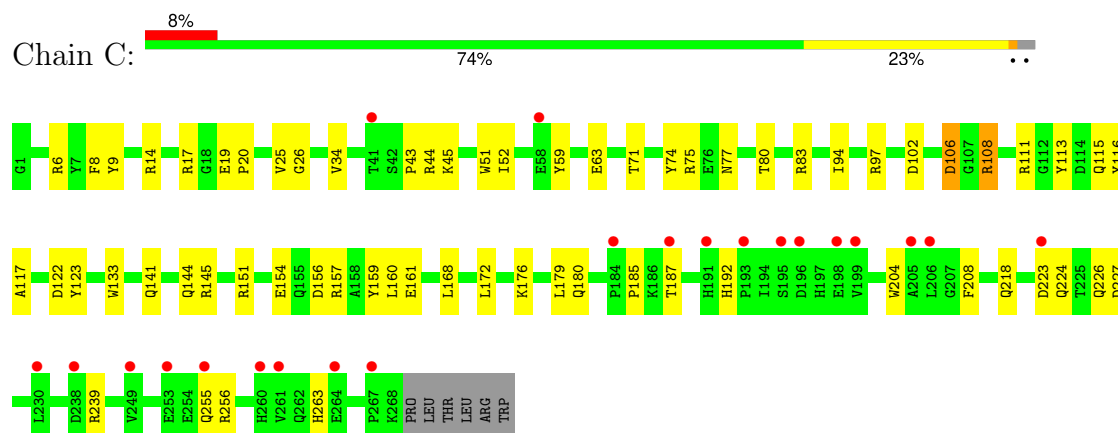 8%
Chain C:
74% 23% • •
G1 R6 Y7 F8 Y9 R14 R17 G18 E19 P20 V25 G26 V34 T41 S42 P43 R44 K45 W51 I52 E58 Y59 E63 T71 Y74 R75 E76 N77 T80 R83 I94 R97 D102 D106 G107 R108 R111 G112 Y113 D114 Q115 Y116
A117 D122 Y123 W133 Q141 Q144 R145 R151 E154 Q155 D156 R157 A158 Y159 L160 E161 L168 L172 K176 L179 Q180 P184 P185 K186 T187 H191 H192 P193 I194 S195 D196 H197 E198 V199 W204 A205 L206 G207 F208 Q218 D223 Q224 T225 Q226 D227
L230 D238 R239 V249 E253 E254 Q255 R256 H260 V261 Q262 H263 E264 P267 K268 PRO LEU THR LEU ARG TRP